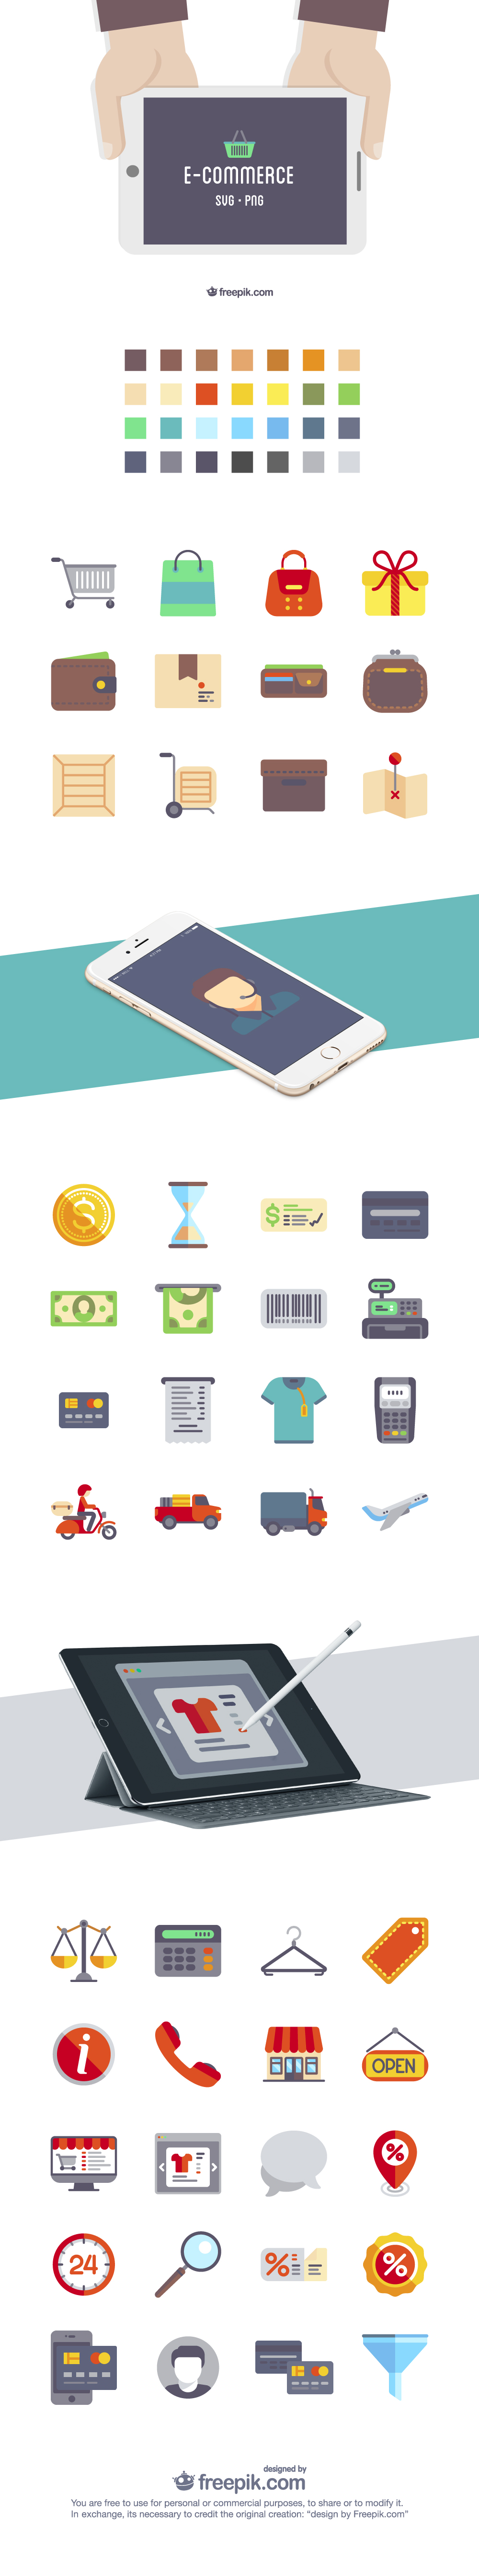 E-COMMERCE
SVG • PNG
freepik.com
$
$
OPEN
i
%
24
%
%
designed by
freepik.com
You are free to use for personal or commercial purposes, to share or to modify it.
In exchange, its necessary to credit the original creation: “design by Freepik.com”